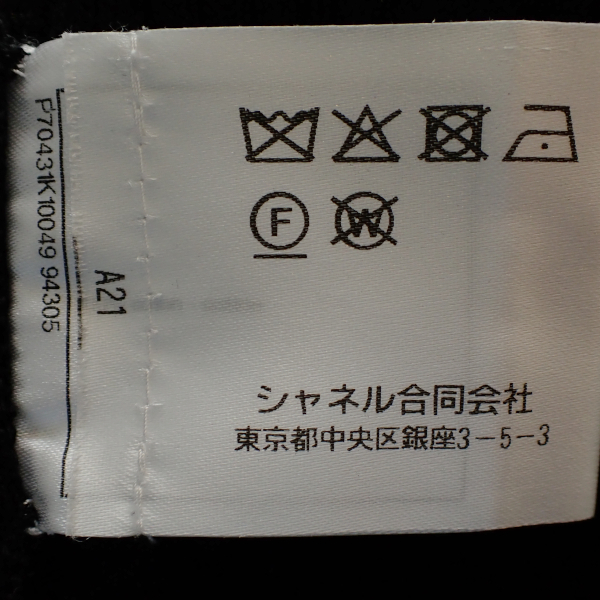 P70431K10049 94305
A21
F
W
シャネル合同会社
東京都中央区銀座3-5-3